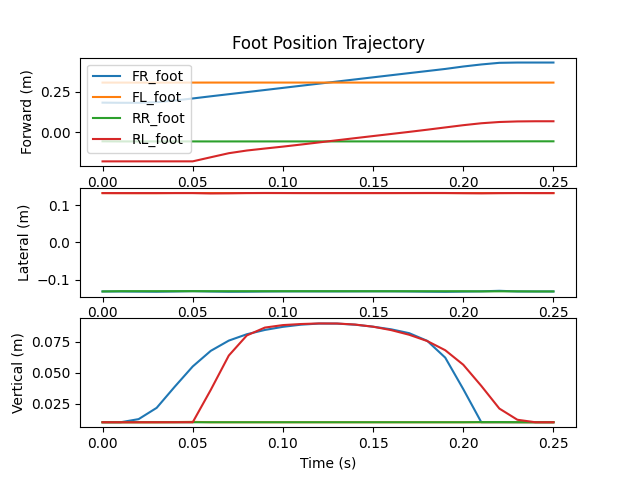 Foot Position Trajectory
FR_foot
FL_foot
RR_foot
RL_foot
Forward (m)
0.25
0.00
0.00 0.05 0.10 0.15 0.20 0.25
Lateral (m)
0.1
0.0
−0.1
0.00 0.05 0.10 0.15 0.20 0.25
Vertical (m)
0.075
0.050
0.025
0.00 0.05 0.10 0.15 0.20 0.25
Time (s)